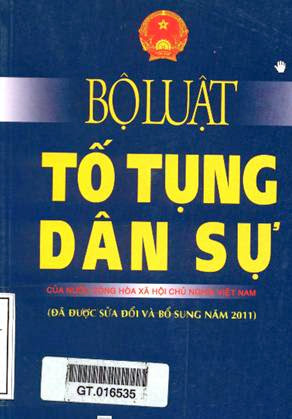 BỘ LUẬT
TỐ TỤNG
DÂN SỰ
CỦA NƯỚC CỘNG HÒA XÃ HỘI CHỦ NGHĨA VIỆT NAM
(ĐÃ ĐƯỢC SỬA ĐỔI VÀ BỔ SUNG NĂM 2011)
GT.016535